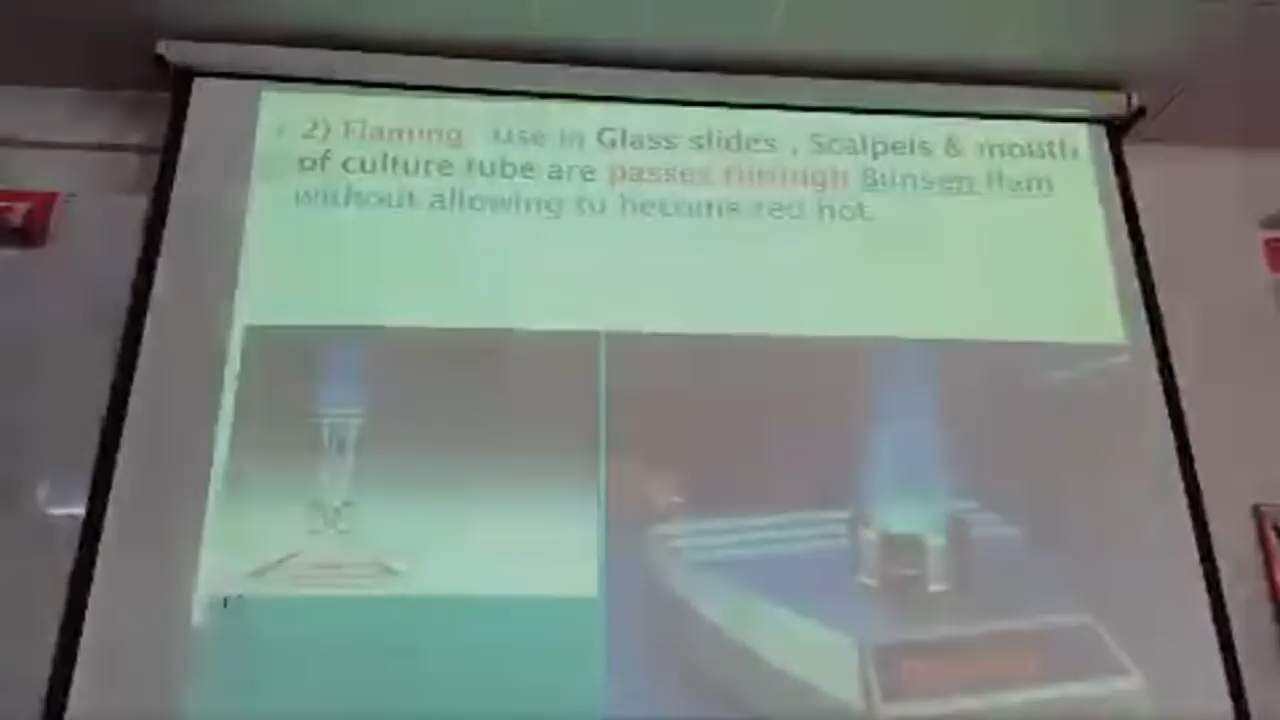 2) Flaming use in Glass slides , Scalpels & mouth
of culture tube are passes through Bunsen flam
without allowing to become red hot.